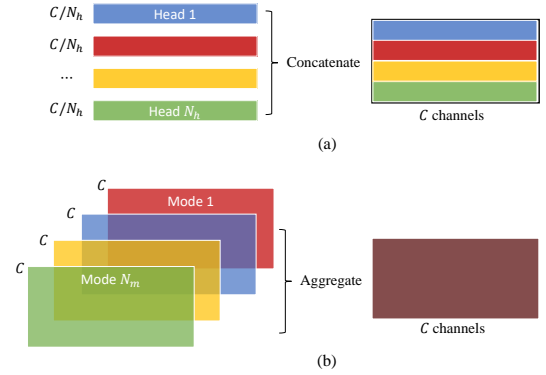 C/N_h Head 1
C/N_h
... Concatenate
C/N_h Head N_h
C channels
(a)
C Mode 1
C
C
C Mode N_m Aggregate
C channels
(b)